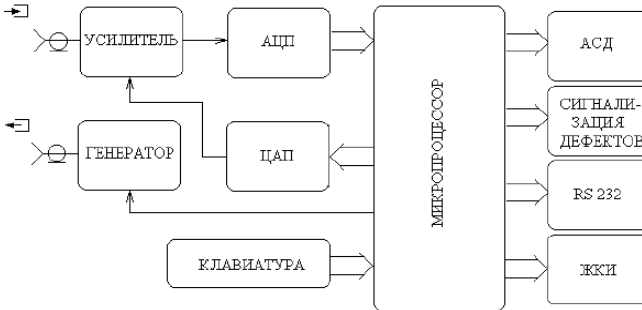 УСИЛИТЕЛЬ
АЦП
АСД
СИГНАЛИ-
ЗАЦИЯ
ДЕФЕКТОВ
ГЕНЕРАТОР
ЦАП
МИКРОПРОЦЕССОР
RS 232
КЛАВИАТУРА
ЖКИ